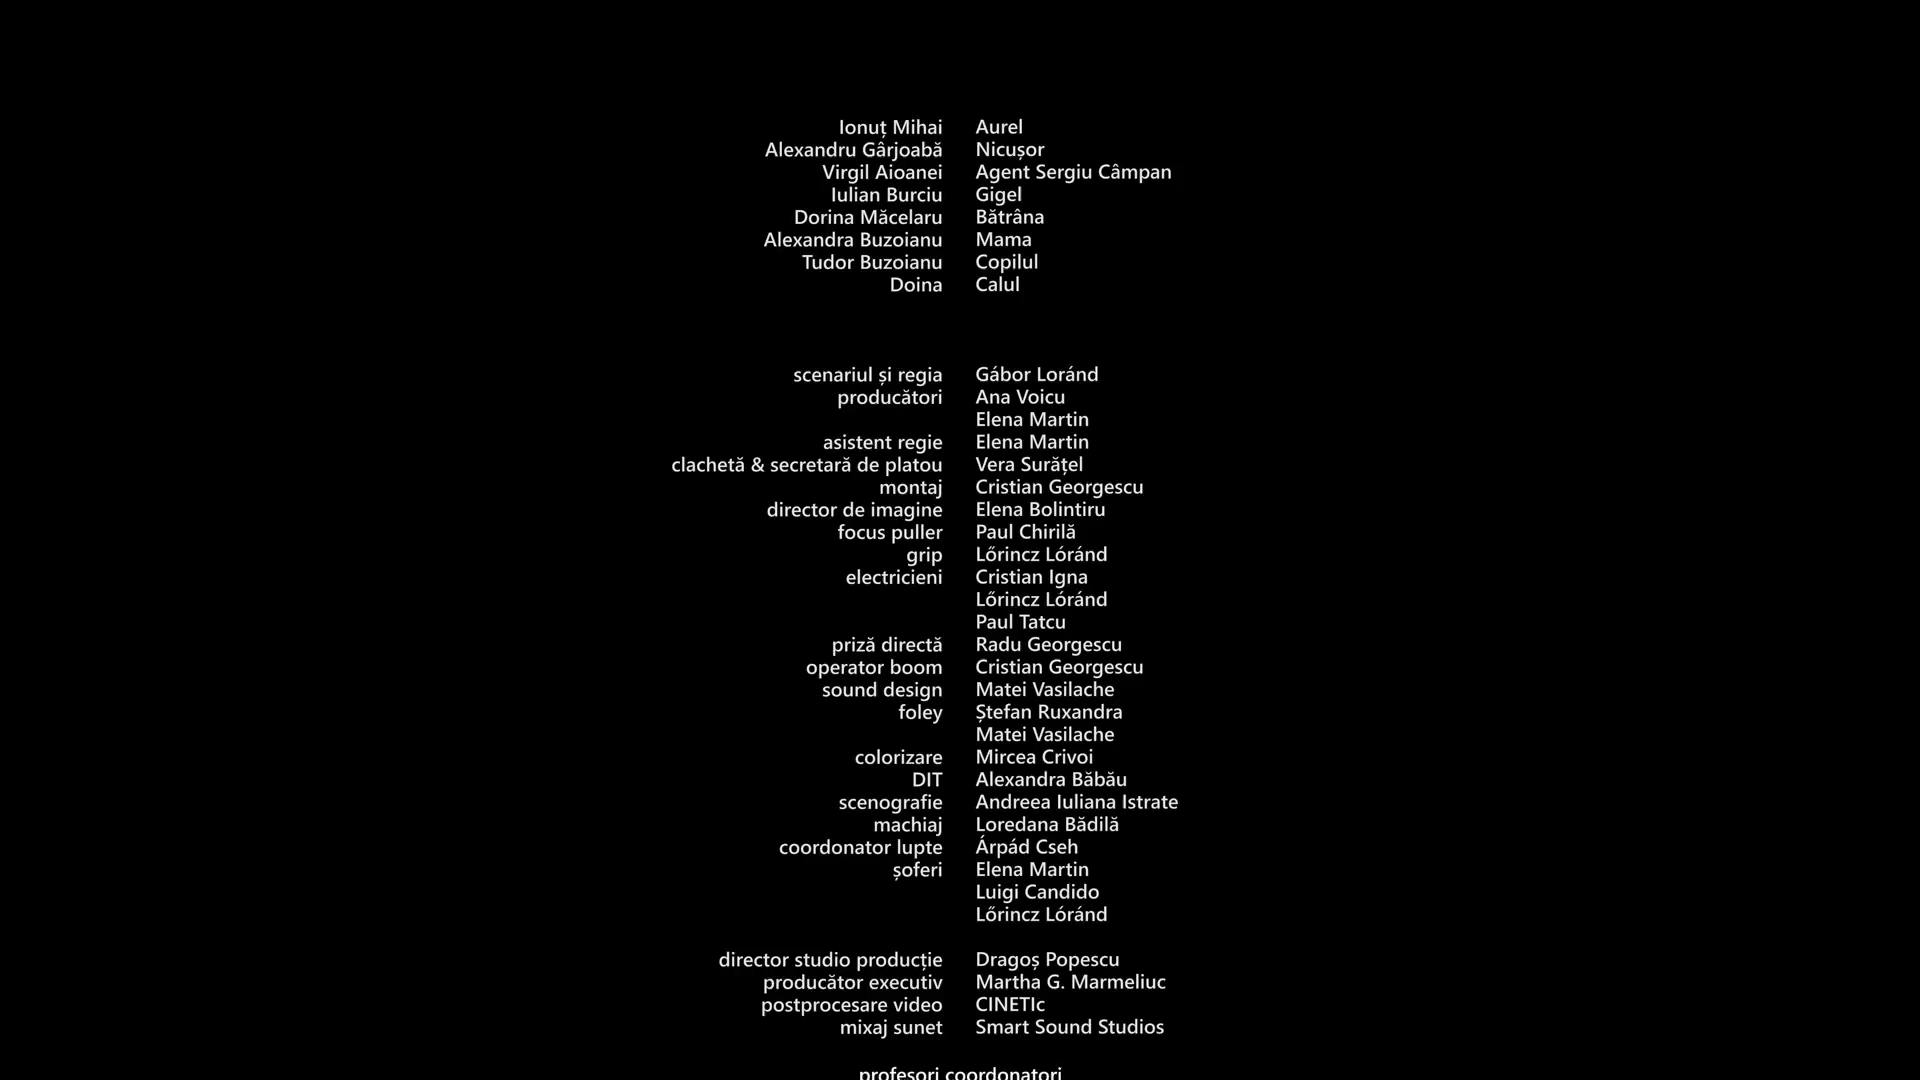 Ionuț Mihai Aurel
Alexandru Gârjoabă Nicușor
Virgil Aioanei Agent Sergiu Câmpan
Iulian Burciu Gigel
Dorina Măcelaru Bătrâna
Alexandra Buzoianu Mama
Tudor Buzoianu Copilul
Doina Calul
scenariul și regia Gábor Loránd
producători Ana Voicu
Elena Martin
asistent regie Elena Martin
clachetă & secretară de platou Vera Surățel
montaj Cristian Georgescu
director de imagine Elena Bolintiru
focus puller Paul Chirilă
grip Lőrincz Lóránd
electricieni Cristian Igna
Lőrincz Lóránd
Paul Tatcu
priză directă Radu Georgescu
operator boom Cristian Georgescu
sound design Matei Vasilache
foley Ștefan Ruxandra
Matei Vasilache
colorizare Mircea Crivoi
DIT Alexandra Băbău
scenografie Andreea Iuliana Istrate
machiaj Loredana Bădilă
coordonator lupte Árpád Cseh
șoferi Elena Martin
Luigi Candido
Lőrincz Lóránd
director studio producție Dragoș Popescu
producător executiv Martha G. Marmeliuc
postprocesare video CINETIc
mixaj sunet Smart Sound Studios
profesori coordonatori